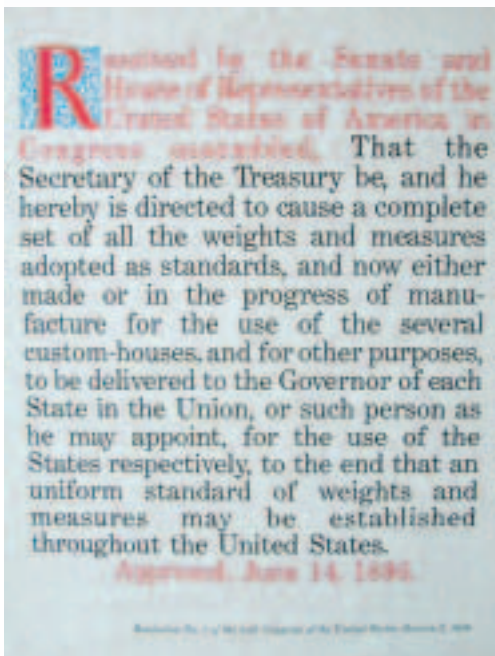 Resolved by the Senate and
House of Representatives of the
United States of America in
Congress assembled, That the
Secretary of the Treasury be, and he
hereby is directed to cause a complete
set of all the weights and measures
adopted as standards, and now either
made or in the progress of manu-
facture for the use of the several
custom-houses, and for other purposes,
to be delivered to the Governor of each
State in the Union, or such person as
he may appoint, for the use of the
States respectively, to the end that an
uniform standard of weights and
measures may be established
throughout the United States.
Approved, June 14,